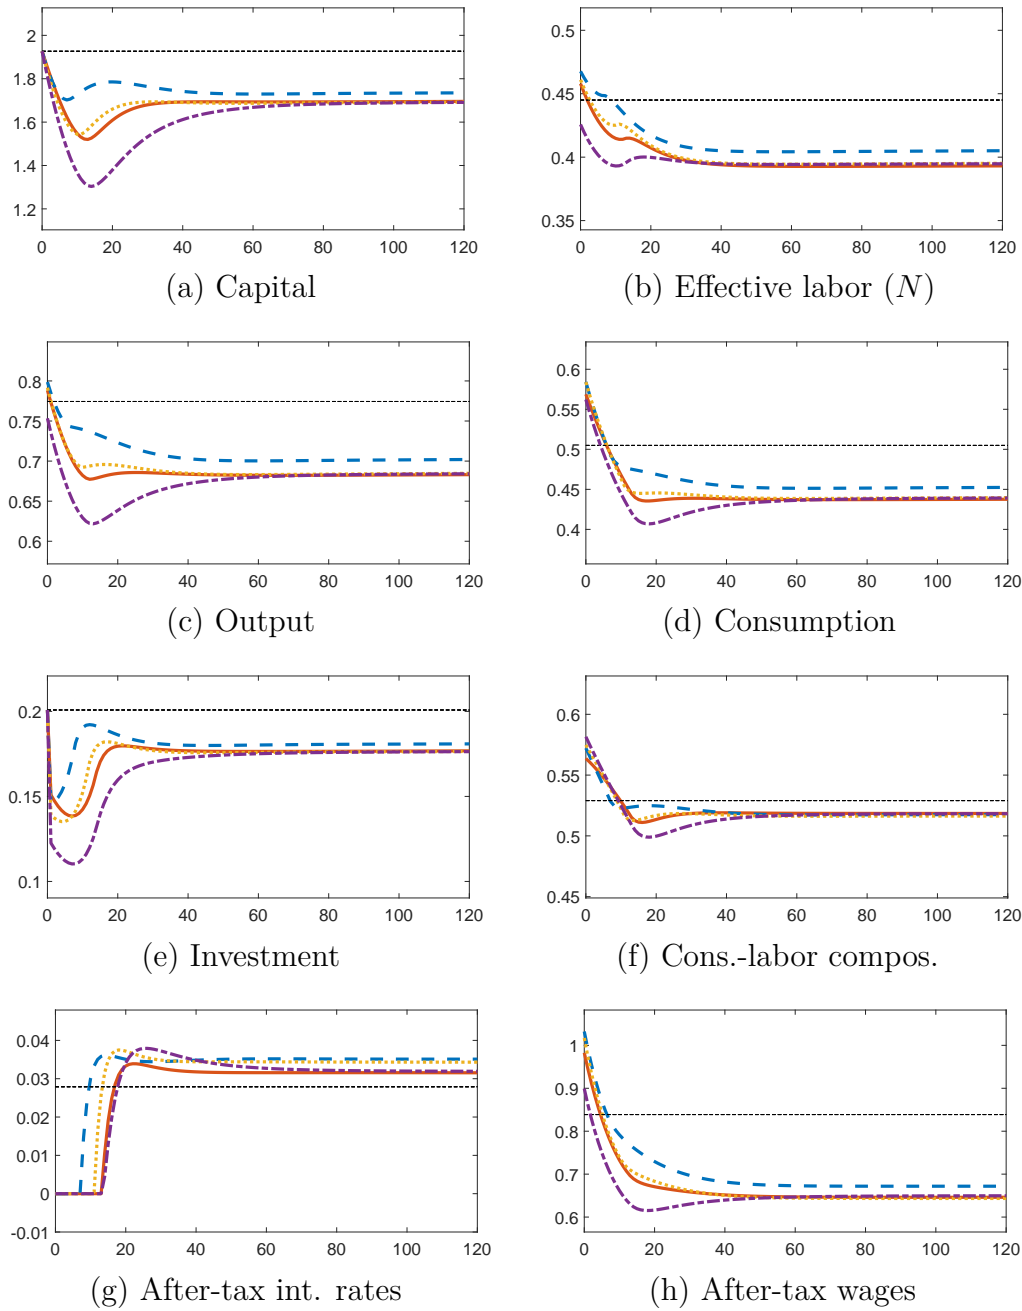 2
1.8
1.6
1.4
1.2
0 20 40 60 80 100 120
(a) Capital
0.5
0.45
0.4
0.35
0 20 40 60 80 100 120
(b) Effective labor (N)
0.8
0.75
0.7
0.65
0.6
0 20 40 60 80 100 120
(c) Output
0.6
0.55
0.5
0.45
0.4
0 20 40 60 80 100 120
(d) Consumption
0.2
0.15
0.1
0 20 40 60 80 100 120
(e) Investment
0.6
0.55
0.5
0.45
0 20 40 60 80 100 120
(f) Cons.-labor compos.
0.04
0.03
0.02
0.01
0
-0.01
0 20 40 60 80 100 120
(g) After-tax int. rates
1
0.9
0.8
0.7
0.6
0 20 40 60 80 100 120
(h) After-tax wages